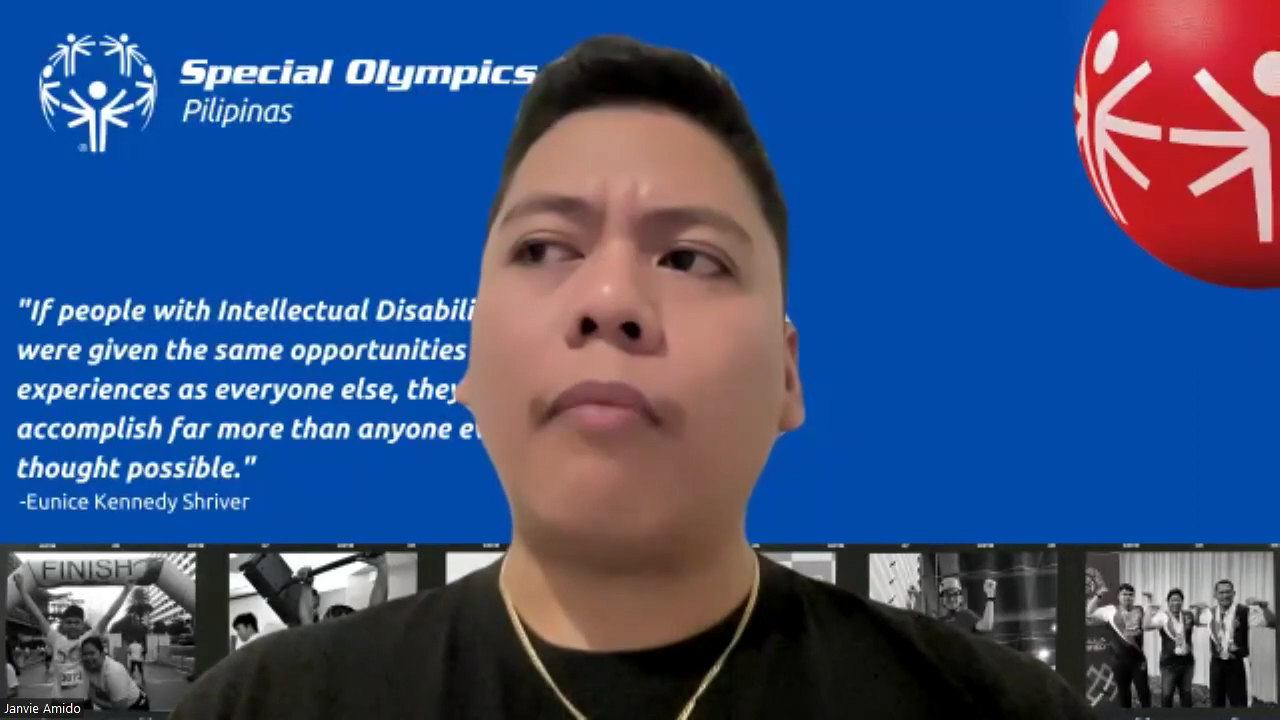 Special Olympics
Pilipinas
"If people with Intellectual Disabili
were given the same opportunities
experiences as everyone else, they
accomplish far more than anyone e
thought possible."
-Eunice Kennedy Shriver
FINISH
Janvie Amido